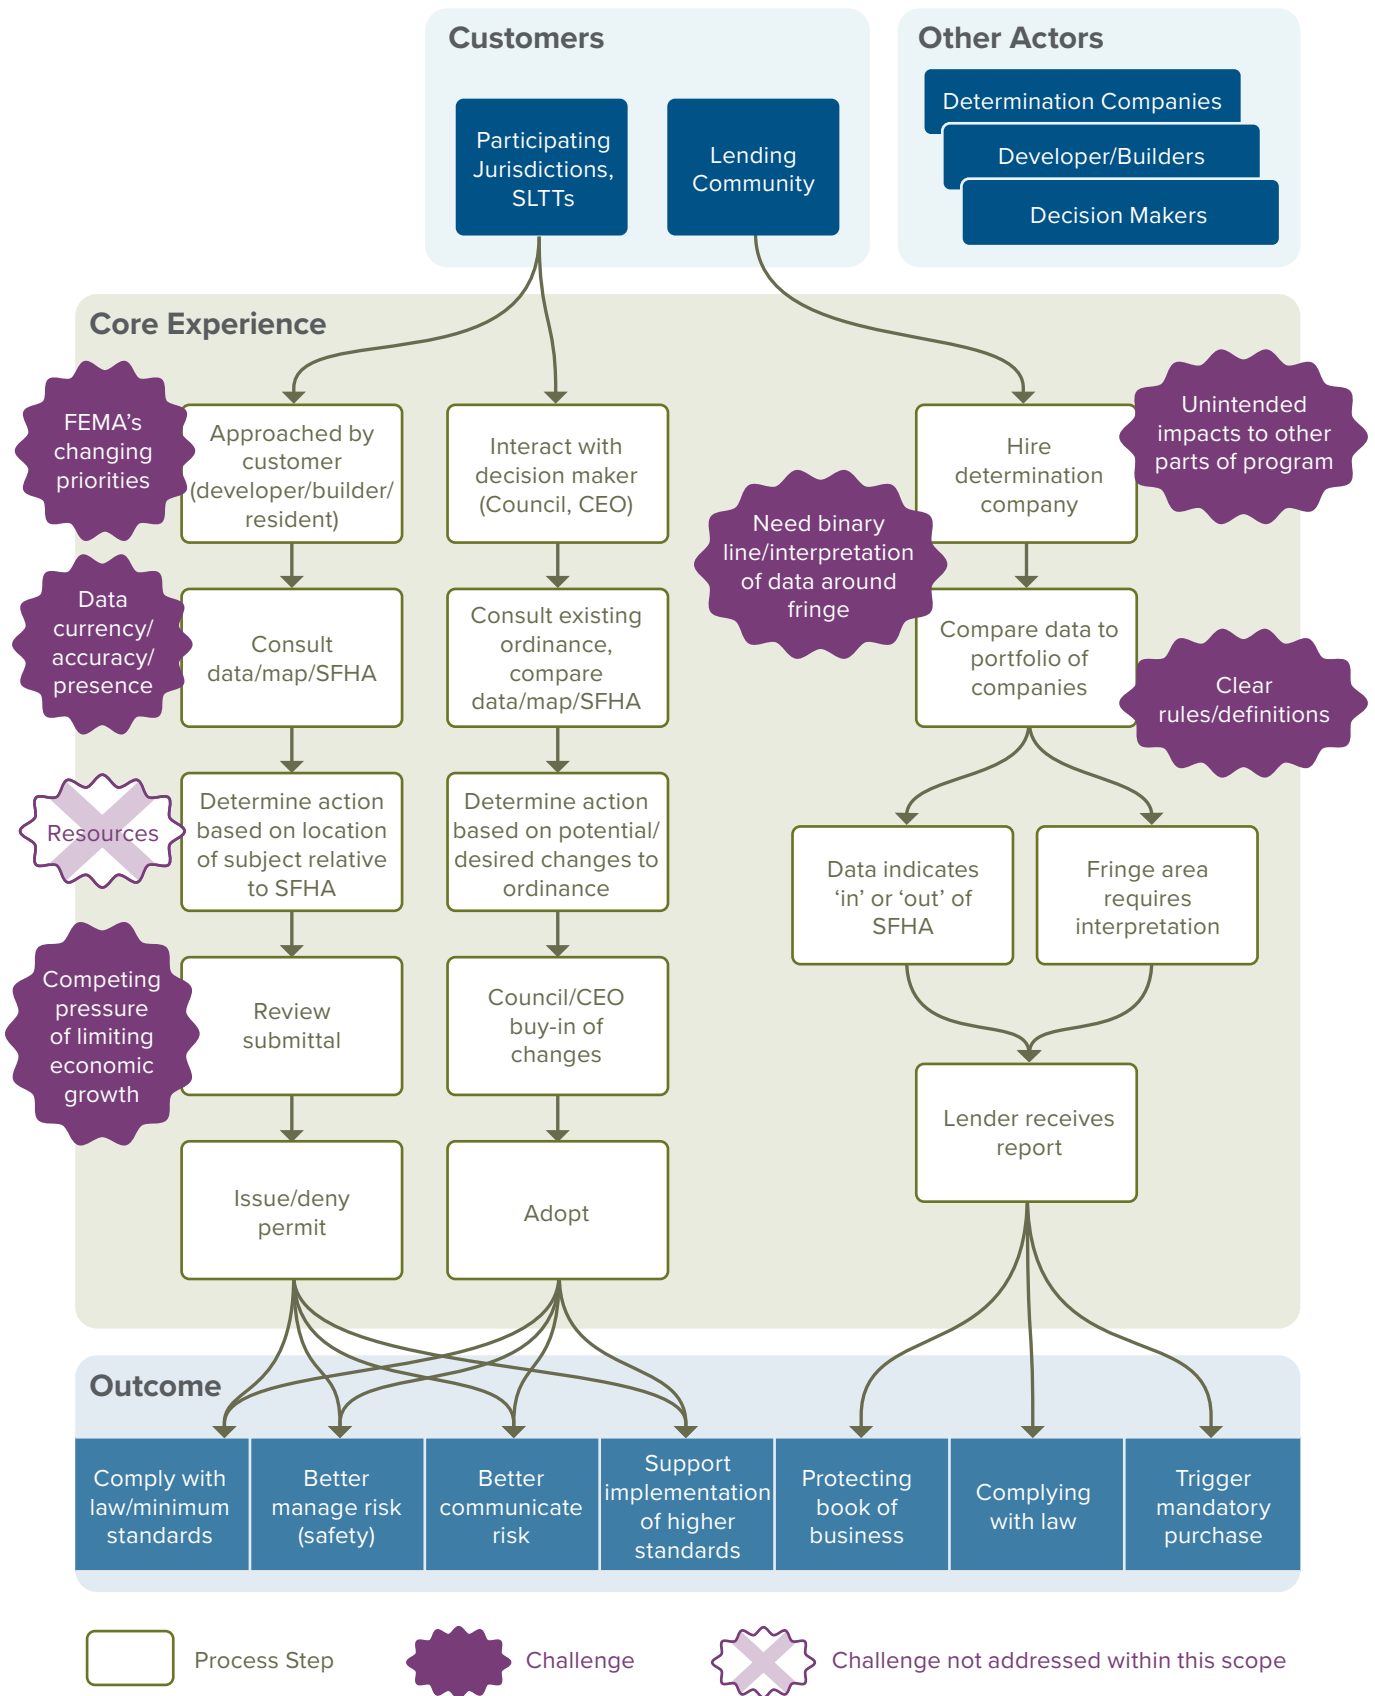 Customers
Participating
Jurisdictions,
SLTTs
Lending
Community
Other Actors
Determination Companies
Developer/Builders
Decision Makers
Core Experience
FEMA’s
changing
priorities
Approached by
customer
(developer/builder/
resident)
Interact with
decision maker
(Council, CEO)
Hire
determination
company
Unintended
impacts to other
parts of program
Need binary
line/interpretation
of data around
fringe
Data
currency/
accuracy/
presence
Consult
data/map/SFHA
Consult existing
ordinance,
compare
data/map/SFHA
Compare data to
portfolio of
companies
Clear
rules/definitions
Resources
Determine action
based on location
of subject relative
to SFHA
Determine action
based on potential/
desired changes to
ordinance
Data indicates
‘in’ or ‘out’ of
SFHA
Fringe area
requires
interpretation
Competing
pressure
of limiting
economic
growth
Review
submittal
Council/CEO
buy-in of
changes
Lender receives
report
Issue/deny
permit
Adopt
Outcome
Comply with
law/minimum
standards
Better
manage risk
(safety)
Better
communicate
risk
Support
implementation
of higher
standards
Protecting
book of
business
Complying
with law
Trigger
mandatory
purchase
Process Step
Challenge
Challenge not addressed within this scope